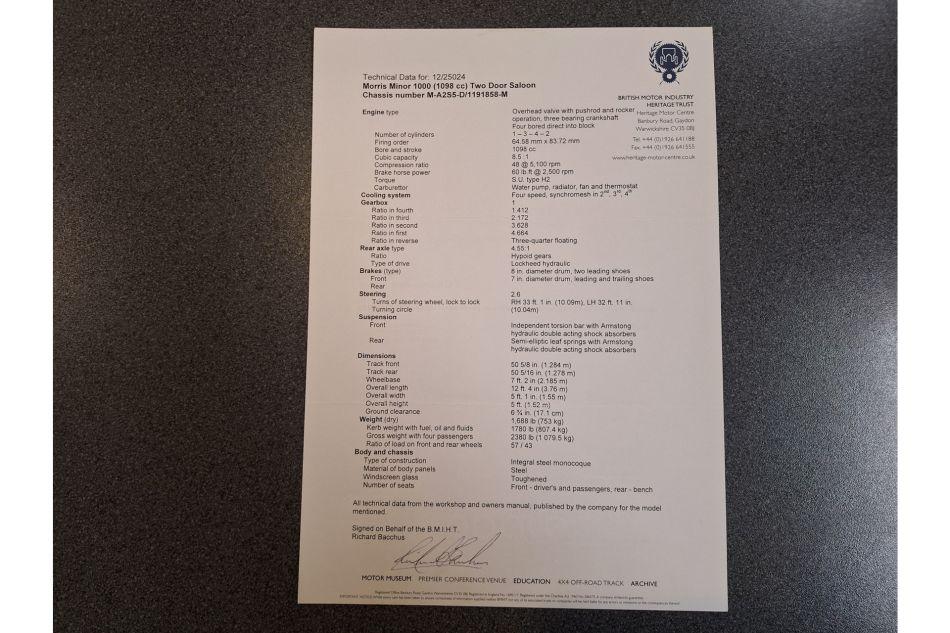 Technical Data for: 12/25024
Morris Minor 1000 (1098 cc) Two Door Saloon
Chassis number M-A2S5-D/1191858-M
BRITISH MOTOR INDUSTRY
HERITAGE TRUST
Heritage Motor Centre
Banbury Road, Gaydon
Warwickshire CV35 0BJ
Tel. +44 (0)1926 641188
Fax. +44 (0)1926 641555
www.heritage-motor-centre.co.uk
Engine type Overhead valve with pushrod and rocker
operation, three bearing crankshaft
Four bored direct into block
Number of cylinders 1 – 3 – 4 – 2
Firing order 64.58 mm x 83.72 mm
Bore and stroke 1098 cc
Cubic capacity 8.5 :1
Compression ratio 48 @ 5,100 rpm
Brake horse power 60 lb.ft @ 2,500 rpm
Torque S.U. type H2
Carburettor Water pump, radiator, fan and thermostat
Cooling system Four speed, synchromesh in 2nd, 3rd, 4th
Gearbox 1
Ratio in fourth 1.412
Ratio in third 2.172
Ratio in second 3.628
Ratio in first 4.664
Ratio in reverse Three-quarter floating
Rear axle type 4.55:1
Ratio Hypoid gears
Type of drive Lockheed hydraulic
Brakes (type) 8 in. diameter drum, two leading shoes
Front 7 in. diameter drum, leading and trailing shoes
Rear
Steering 2.6
Turns of steering wheel, lock to lock RH 33 ft. 1 in. (10.09m), LH 32 ft. 11 in.
Turning circle (10.04m)
Suspension
Front Independent torsion bar with Armstong
hydraulic double acting shock absorbers
Rear Semi-elliptic leaf springs with Armstong
hydraulic double acting shock absorbers
Dimensions
Track front 50 5/8 in. (1.284 m)
Track rear 50 5/16 in. (1.278 m)
Wheelbase 7 ft. 2 in (2.185 m)
Overall length 12 ft. 4 in (3.76 m)
Overall width 5 ft. 1 in. (1.55 m)
Overall height 5 ft. (1.52 m)
Ground clearance 6 ¾ in. (17.1 cm)
Weight (dry) 1,688 lb (753 kg)
Kerb weight with fuel, oil and fluids 1780 lb (807.4 kg)
Gross weight with four passengers 2380 lb (1 079.5 kg)
Ratio of load on front and rear wheels 57 / 43
Body and chassis
Type of construction Integral steel monocoque
Material of body panels Steel
Windscreen glass Toughened
Number of seats Front - driver's and passengers, rear - bench
All technical data from the workshop and owners manual, published by the company for the model
mentioned.
Signed on Behalf of the B.M.I.H.T.
Richard Bacchus
MOTOR MUSEUM PREMIER CONFERENCE VENUE EDUCATION 4X4 OFF-ROAD TRACK ARCHIVE